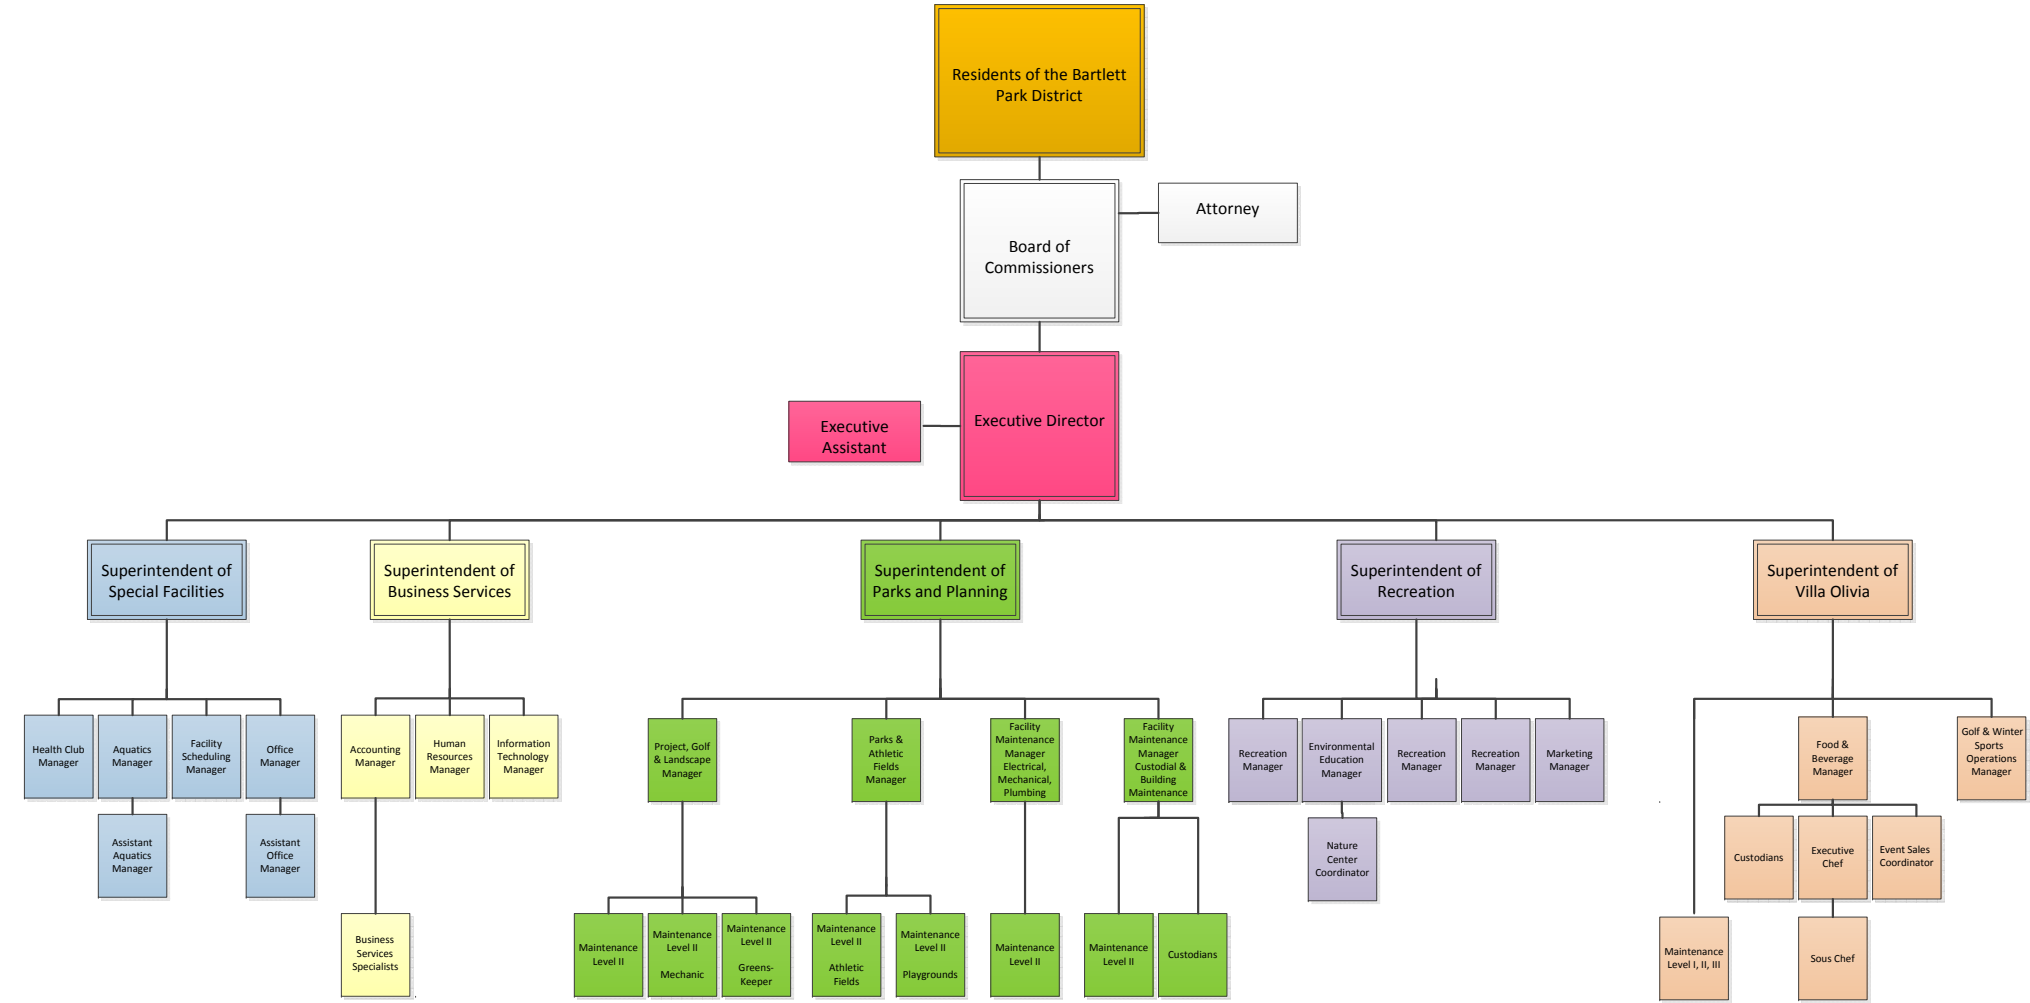 Residents of the Bartlett
Park District
Attorney
Board of
Commissioners
Executive Director
Executive
Assistant
Superintendent of
Special Facilities
Superintendent of
Business Services
Superintendent of
Parks and Planning
Superintendent of
Recreation
Superintendent of
Villa Olivia
Health Club
Manager
Aquatics
Manager
Facility
Scheduling
Manager
Office
Manager
Accounting
Manager
Human
Resources
Manager
Information
Technology
Manager
Project, Golf
& Landscape
Manager
Parks &
Athletic
Fields
Manager
Facility
Maintenance
Manager
Electrical,
Mechanical,
Plumbing
Facility
Maintenance
Manager
Custodial &
Building
Maintenance
Recreation
Manager
Environmental
Education
Manager
Recreation
Manager
Recreation
Manager
Marketing
Manager
Food &
Beverage
Manager
Golf & Winter
Sports
Operations
Manager
Assistant
Aquatics
Manager
Assistant
Office
Manager
Nature
Center
Coordinator
Custodians
Executive
Chef
Event Sales
Coordinator
Business
Services
Specialists
Maintenance
Level II
Maintenance
Level II
Mechanic
Maintenance
Level II
Greens-
Keeper
Maintenance
Level II
Athletic
Fields
Maintenance
Level II
Playgrounds
Maintenance
Level II
Maintenance
Level II
Custodians
Maintenance
Level I, II, III
Sous Chef